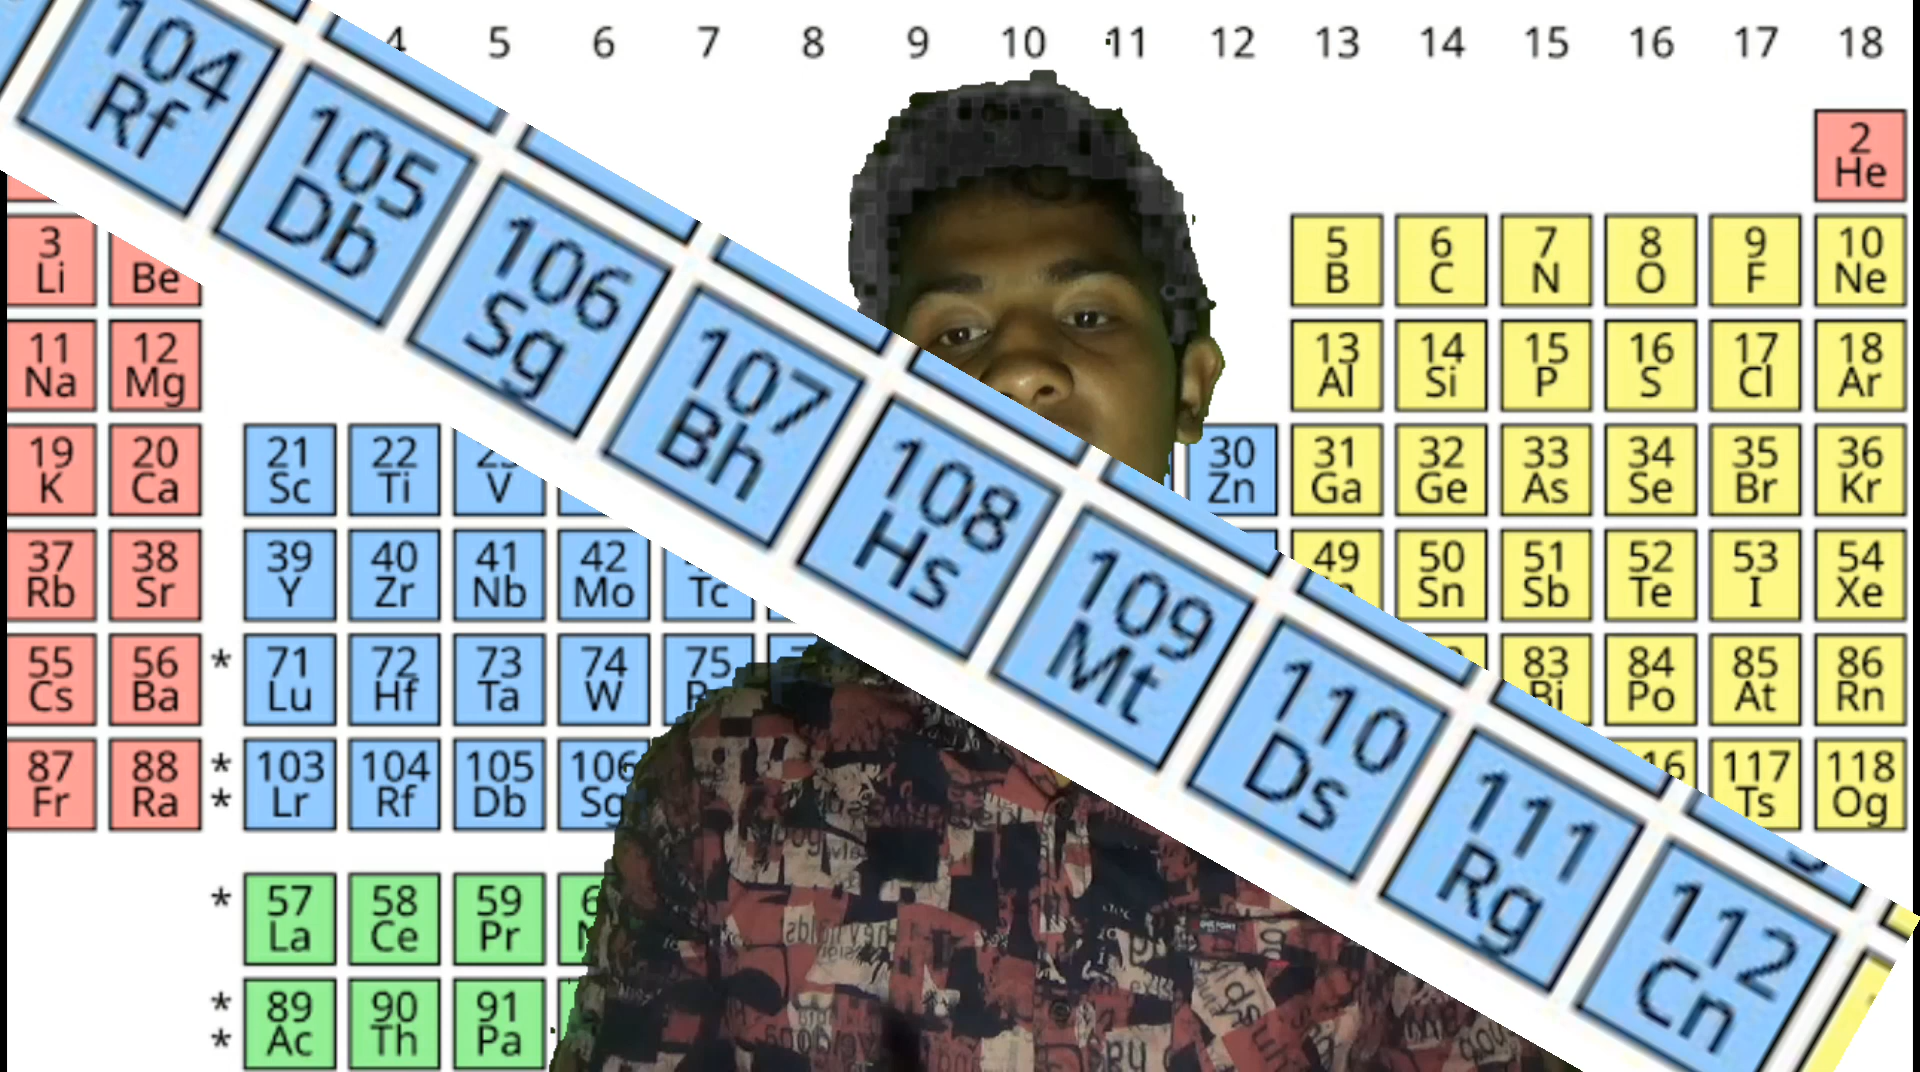 4 5 6 7 8 9 10 11 12 13 14 15 16 17 18
2
He
3 5 6 7 8 9 10
Li Be B C N O F Ne
11 12 13 14 15 16 17 18
Na Mg Al Si P S Cl Ar
19 20 21 22 23 30 31 32 33 34 35 36
K Ca Sc Ti V Zn Ga Ge As Se Br Kr
37 38 39 40 41 42 49 50 51 52 53 54
Rb Sr Y Zr Nb Mo Tc Sn Sb Te I Xe
55 56 * 71 72 73 74 75 83 84 85 86
Cs Ba Lu Hf Ta W Bi Po At Rn
87 88 * 103 104 105 106 117 118
Fr Ra * Lr Rf Db Sg Ts Og
* 57 58 59
La Ce Pr
* 89 90 91
* Ac Th Pa
104 105 106 107 108 109 110 111 112
Rf Db Sg Bh Hs Mt Ds Rg Cn